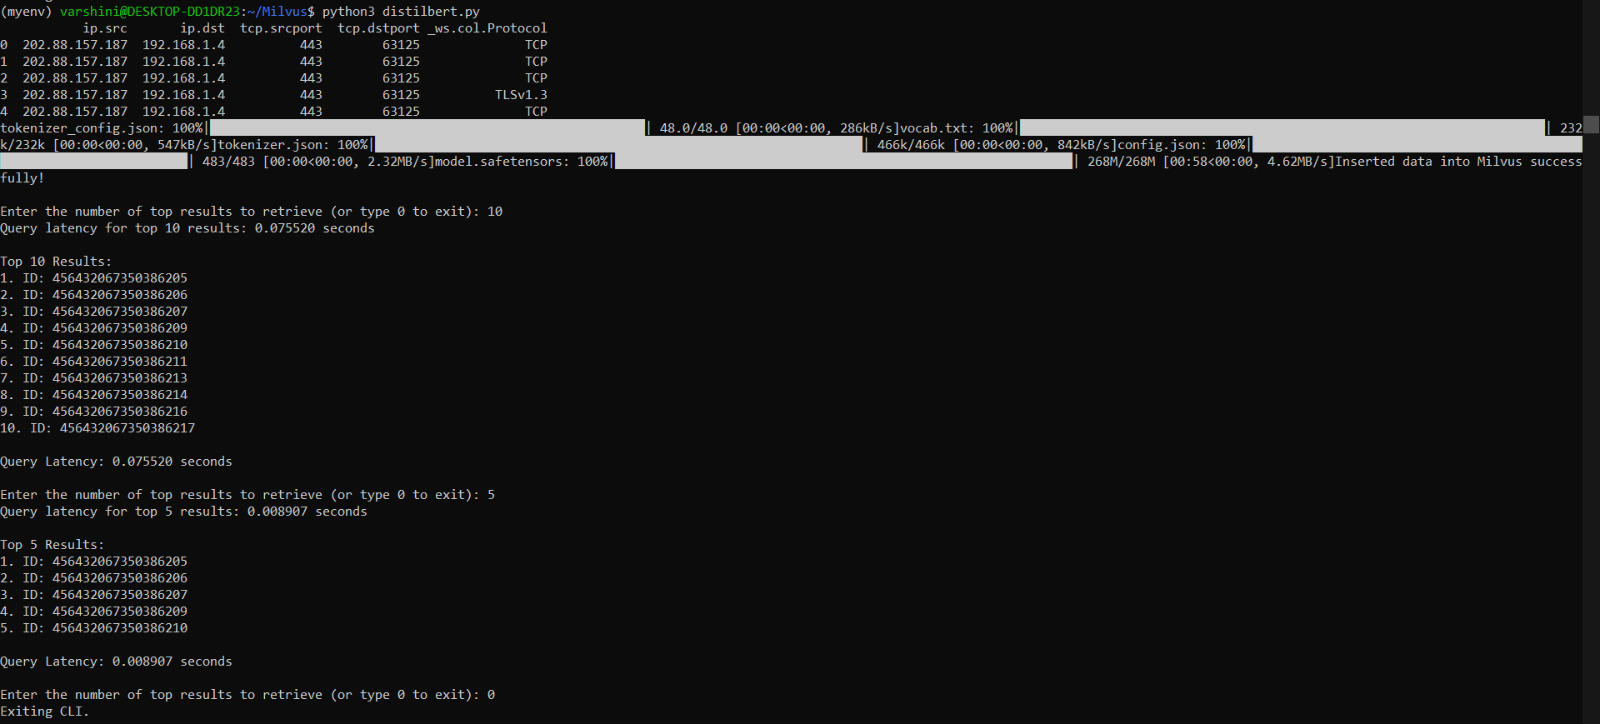 (myenv) varshini@DESKTOP-DD1DR23:~/Milvus$ python3 distilbert.py
ip.src ip.dst tcp.srcport tcp.dstport _ws.col.Protocol
0 202.88.157.187 192.168.1.4 443 63125 TCP
1 202.88.157.187 192.168.1.4 443 63125 TCP
2 202.88.157.187 192.168.1.4 443 63125 TCP
3 202.88.157.187 192.168.1.4 443 63125 TLSv1.3
4 202.88.157.187 192.168.1.4 443 63125 TCP
tokenizer_config.json: 100%| | 48.0/48.0 [00:00<00:00, 286kB/s]vocab.txt: 100%| | 232
k/232k [00:00<00:00, 547kB/s]tokenizer.json: 100%| | 466k/466k [00:00<00:00, 842kB/s]config.json: 100%|
| 483/483 [00:00<00:00, 2.32MB/s]model.safetensors: 100%| | 268M/268M [00:58<00:00, 4.62MB/s]Inserted data into Milvus success
fully!
Enter the number of top results to retrieve (or type 0 to exit): 10
Query latency for top 10 results: 0.075520 seconds
Top 10 Results:
1. ID: 456432067350386205
2. ID: 456432067350386206
3. ID: 456432067350386207
4. ID: 456432067350386209
5. ID: 456432067350386210
6. ID: 456432067350386211
7. ID: 456432067350386213
8. ID: 456432067350386214
9. ID: 456432067350386216
10. ID: 456432067350386217
Query Latency: 0.075520 seconds
Enter the number of top results to retrieve (or type 0 to exit): 5
Query latency for top 5 results: 0.008907 seconds
Top 5 Results:
1. ID: 456432067350386205
2. ID: 456432067350386206
3. ID: 456432067350386207
4. ID: 456432067350386209
5. ID: 456432067350386210
Query Latency: 0.008907 seconds
Enter the number of top results to retrieve (or type 0 to exit): 0
Exiting CLI.